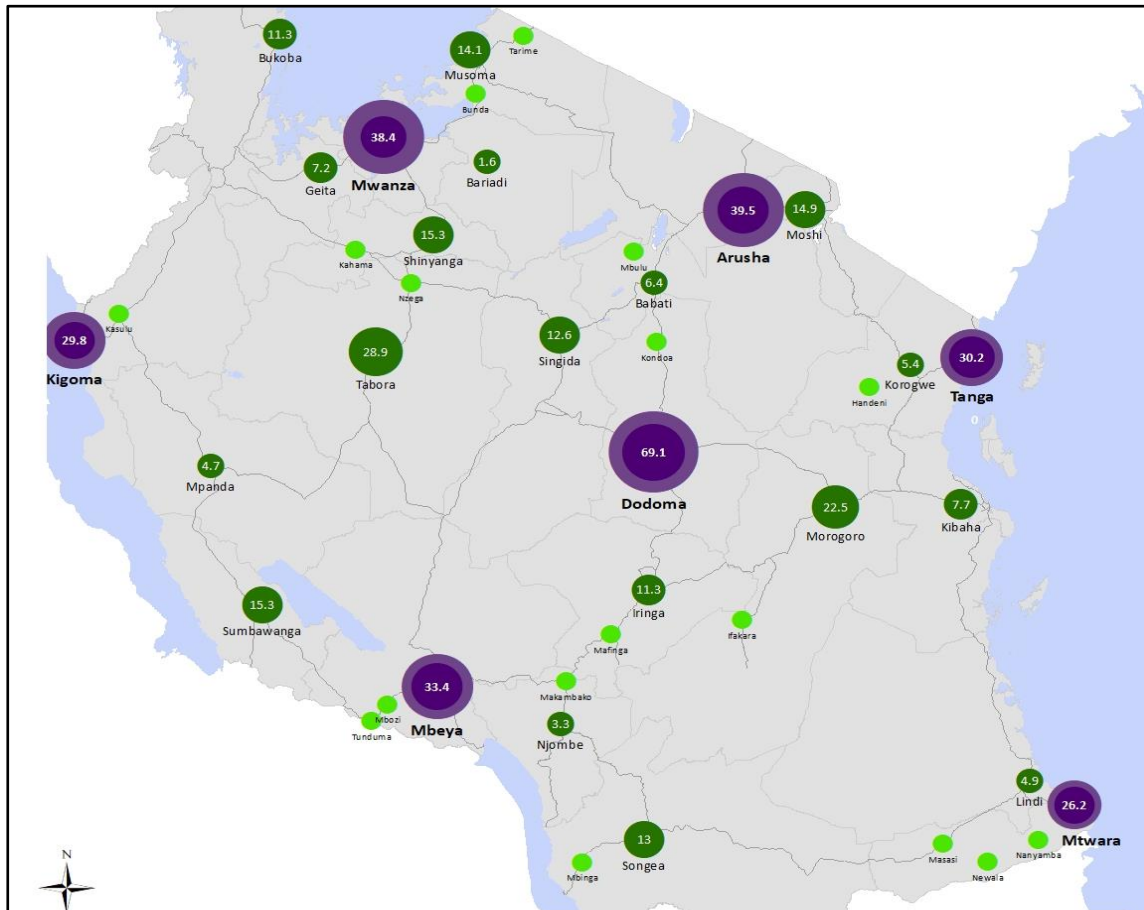 11.3
Bukoba
14.1
Musoma
Tarime
Bunda
38.4
Mwanza
7.2
Geita
1.6
Bariadi
39.5
Arusha
14.9
Moshi
15.3
Shinyanga
Kahama
Nzega
Mbulu
6.4
Babati
Kasulu
29.8
Kigoma
28.9
Tabora
12.6
Singida
Kondoa
5.4
Korogwe
Handeni
30.2
Tanga
0
69.1
Dodoma
4.7
Mpanda
22.5
Morogoro
7.7
Kibaha
15.3
Sumbawanga
11.3
Iringa
Ifakara
Mafinga
Makambako
33.4
Mbeya
Mbozi
Tunduma
3.3
Njombe
4.9
Lindi
26.2
Mtwara
13
Songea
Mbinga
Masasi
Newala
Nanyamba
N